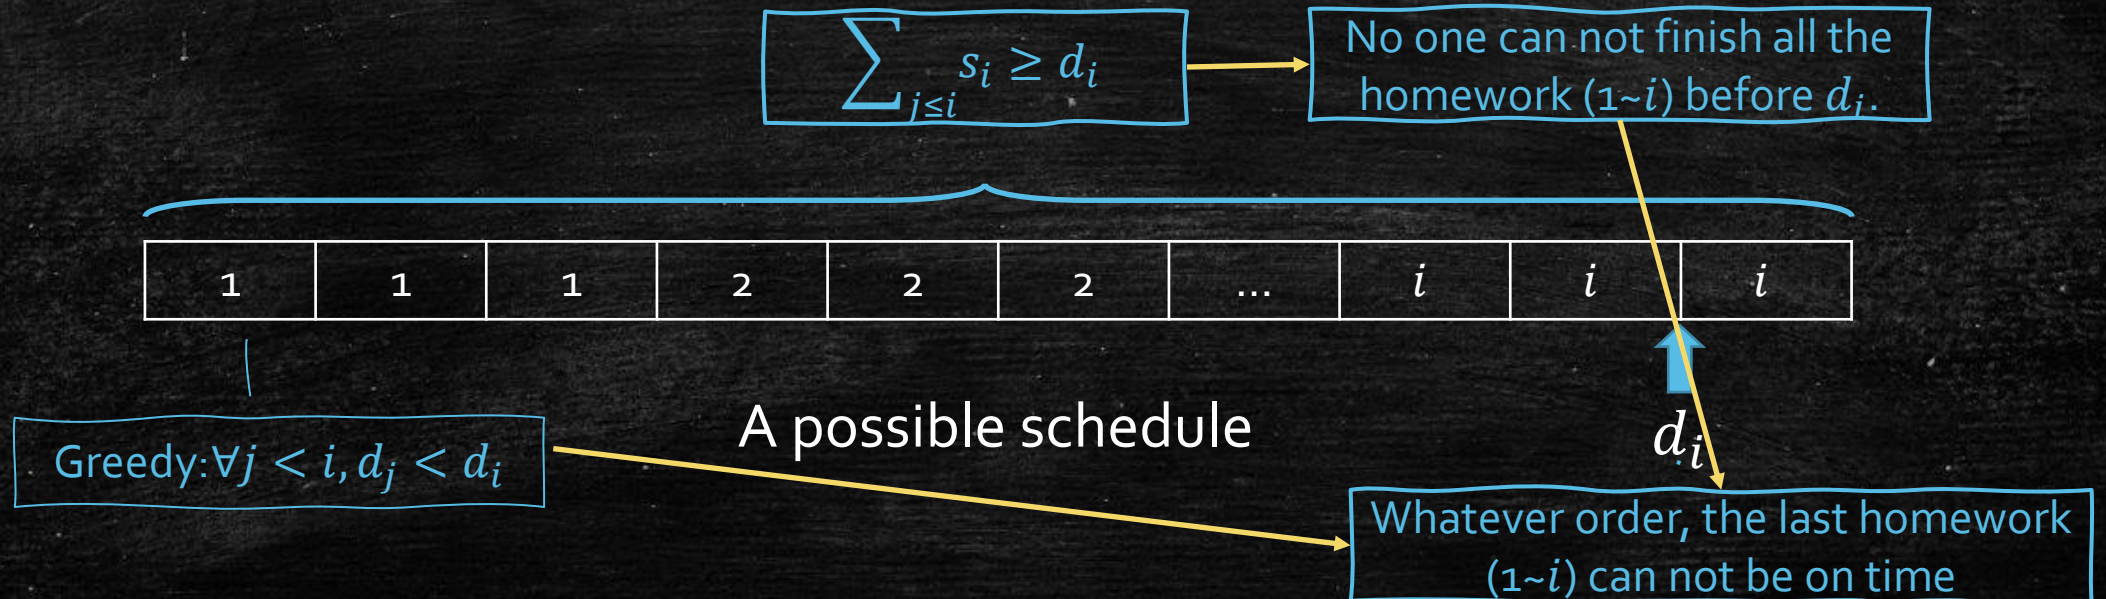 ∑_{j≤i} s_i ≥ d_i
No one can not finish all the
homework (1~i) before d_i.
1 1 1 2 2 2 ... i i i
d_i
A possible schedule
Greedy:∀j < i, d_j < d_i
Whatever order, the last homework
(1~i) can not be on time